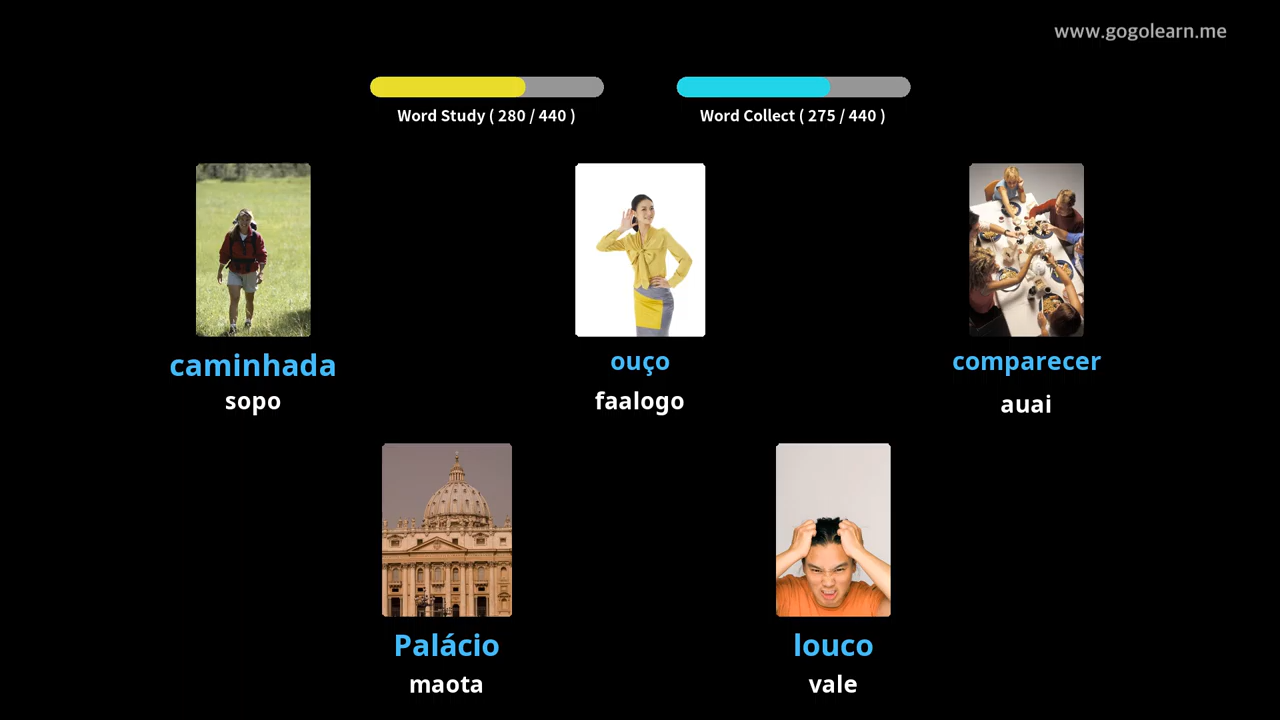 www.gogolearn.me
Word Study ( 280 / 440 )
Word Collect ( 275 / 440 )
caminhada
sopo
ouço
faalogo
comparecer
auai
Palácio
maota
louco
vale